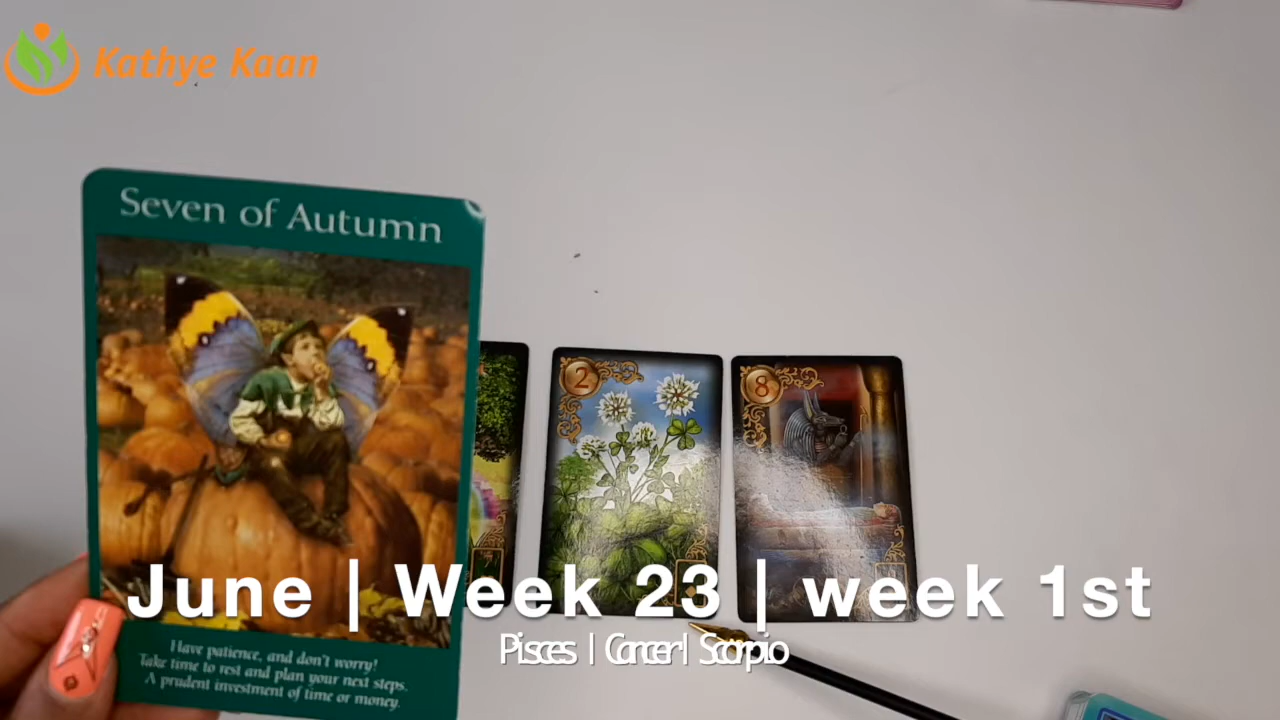 Kathye Kaan
Seven of Autumn
2
8
June | Week 23 | week 1st
Pisces | Cancer | Scorpio
Have patience, and don't worry!
Take time to rest and plan your next steps.
A prudent investment of time or money.